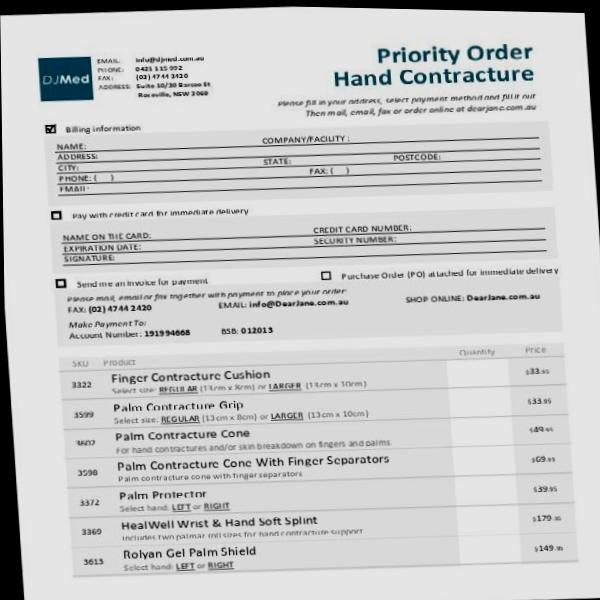 DJMed
EMAIL: info@djmed.com.au
PHONE: 0421 115 992
FAX: (02) 4744 2420
ADDRESS: Suite 10/20 Barcoo St
Roseville, NSW 2069
Priority Order
Hand Contracture
Please fill in your address, select payment method and fill it out
Then mail, email, fax or order online at dearjane.com.au
Billing information
NAME: COMPANY/FACILITY:
ADDRESS:
CITY: STATE: POSTCODE:
PHONE: ( ) FAX: ( )
EMAIL:
Pay with credit card for immediate delivery
NAME ON THE CARD: CREDIT CARD NUMBER:
EXPIRATION DATE: SECURITY NUMBER:
SIGNATURE:
Send me an invoice for payment Purchase Order (PO) attached for immediate delivery
Please mail, email or fax together with payment to place your order:
FAX: (02) 4744 2420 EMAIL: info@DearJane.com.au SHOP ONLINE: DearJane.com.au
Make Payment To:
Account Number: 191994668 BSB: 012013
SKU Product Quantity Price
3322 Finger Contracture Cushion $33.95
Select size: REGULAR (13cm x 8cm) or LARGER (13cm x 10cm)
3599 Palm Contracture Grip $33.95
Select size: REGULAR (13cm x 8cm) or LARGER (13cm x 10cm)
3602 Palm Contracture Cone $49.95
For hand contractures and/or skin breakdown on fingers and palms
3598 Palm Contracture Cone With Finger Separators $69.95
Palm contracture cone with finger separators
3372 Palm Protector $39.95
Select hand: LEFT or RIGHT
3369 HealWell Wrist & Hand Soft Splint $179.95
Includes two palmar roll sizes for hand contracture support
3613 Rolyan Gel Palm Shield $149.95
Select hand: LEFT or RIGHT